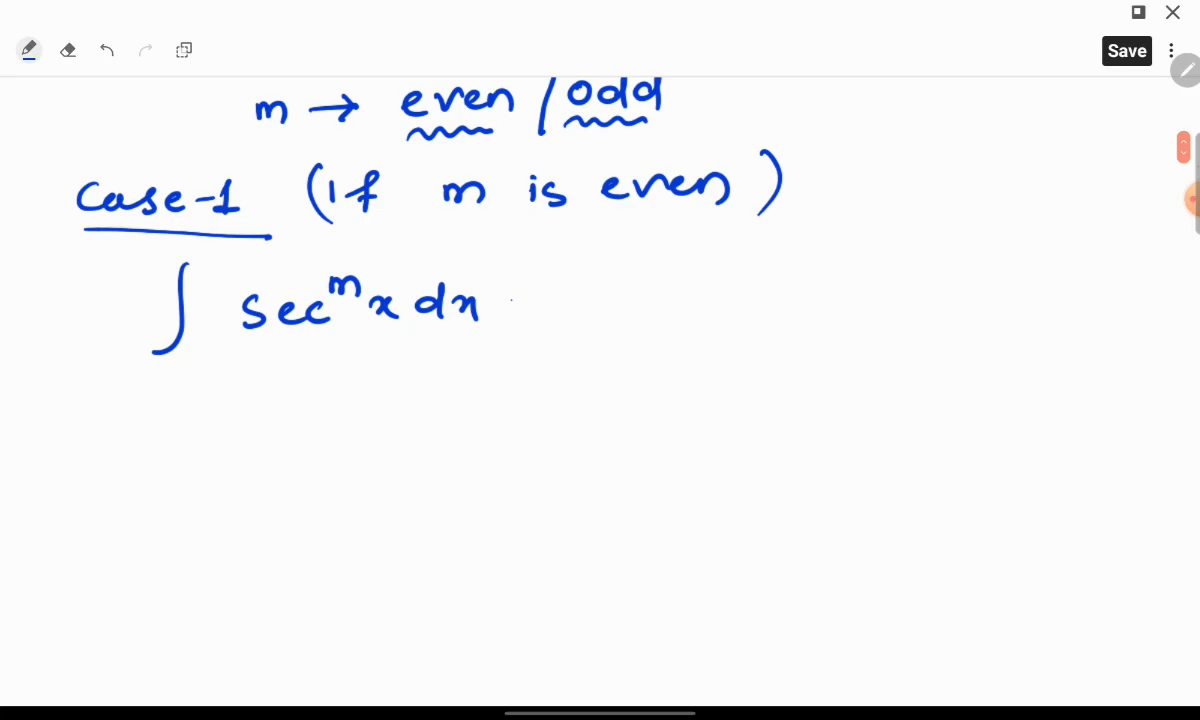 Save
m → even / odd
Case-1 (if m is even)
∫ sec^m x dx